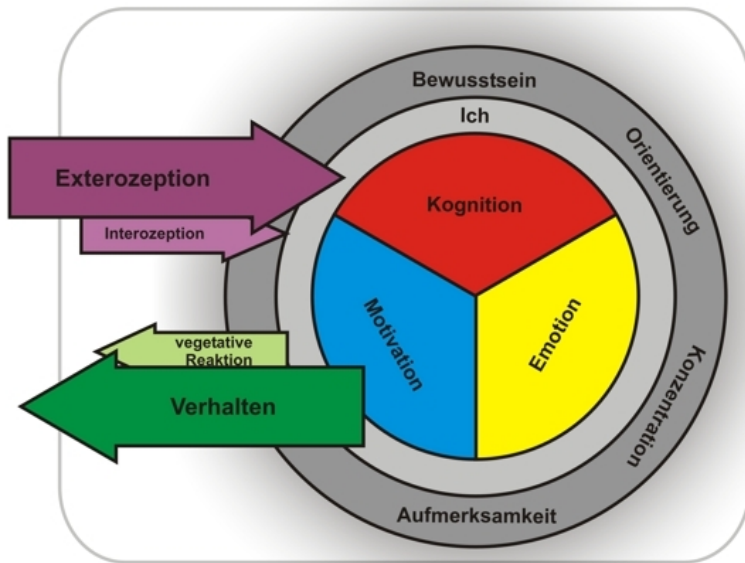 Bewusstsein
Ich
Orientierung
Exterozeption
Kognition
Interozeption
Motivation
Emotion
vegetative
Reaktion
Verhalten
Konzentration
Aufmerksamkeit